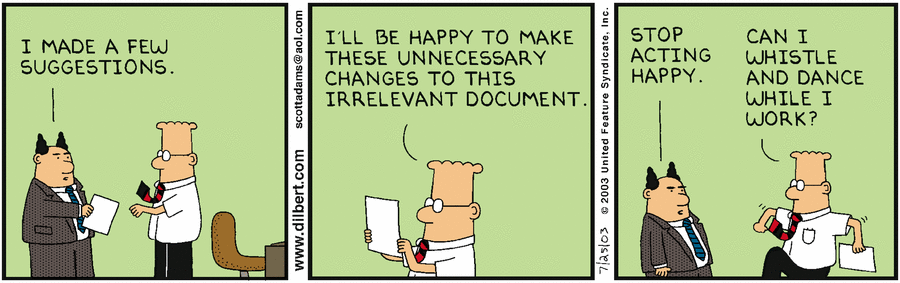 I MADE A FEW
SUGGESTIONS.
www.dilbert.com
scottadams@aol.com
I'LL BE HAPPY TO MAKE
THESE UNNECESSARY
CHANGES TO THIS
IRRELEVANT DOCUMENT.
7/25/03 © 2003 United Feature Syndicate, Inc.
STOP
ACTING
HAPPY.
CAN I
WHISTLE
AND DANCE
WHILE I
WORK?